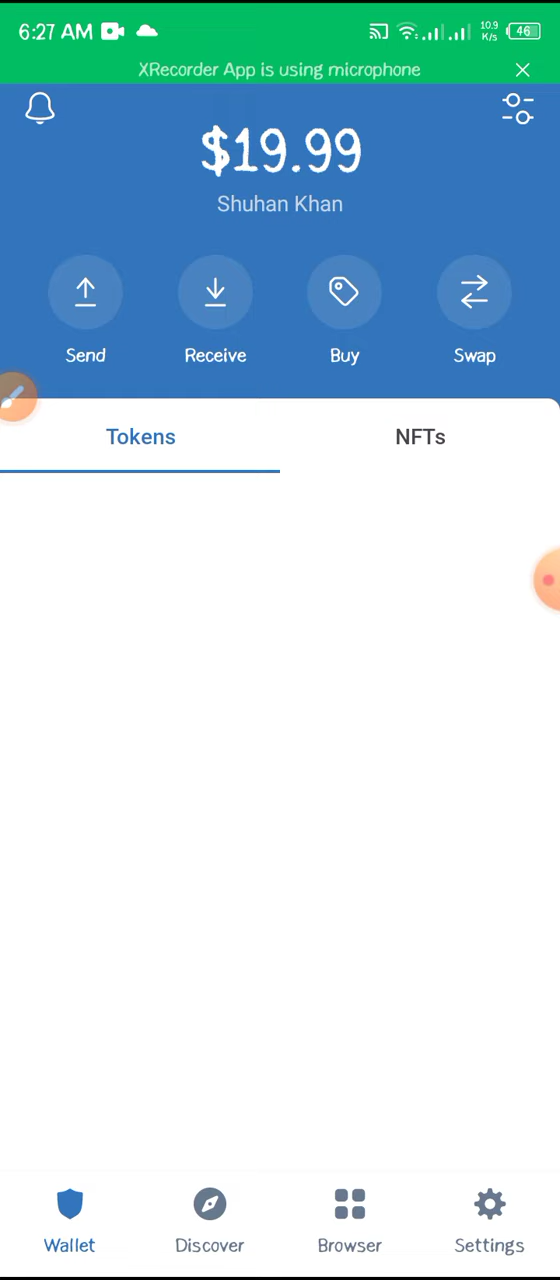 6:27 AM 10.9 K/s 46
XRecorder App is using microphone
$19.99
Shuhan Khan
Send Receive Buy Swap
Tokens NFTs
Wallet Discover Browser Settings